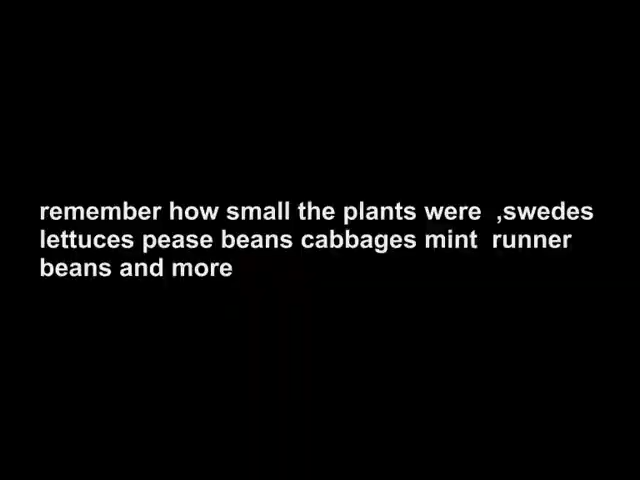 remember how small the plants were  ,swedes
lettuces pease beans cabbages mint  runner
beans and more